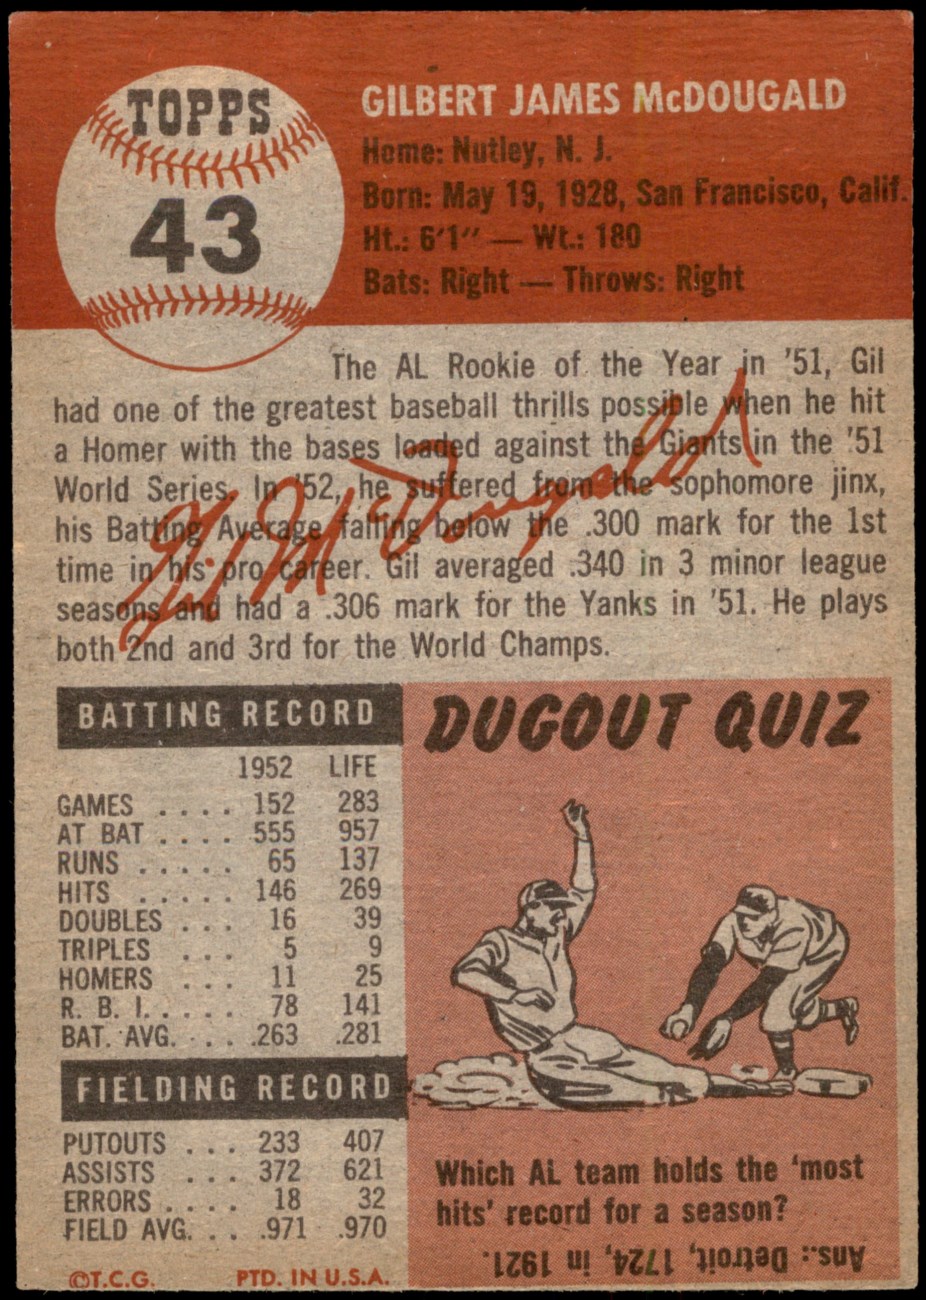 TOPPS
43
GILBERT JAMES McDOUGALD
Home: Nutley, N. J.
Born: May 19, 1928, San Francisco, Calif.
Ht.: 6'1" — Wt.: 180
Bats: Right — Throws: Right
The AL Rookie of the Year in '51, Gil
had one of the greatest baseball thrills possible when he hit
a Homer with the bases loaded against the Giants in the '51
World Series. In '52, he suffered from the sophomore jinx,
his Batting Average falling below the .300 mark for the 1st
time in his pro career. Gil averaged .340 in 3 minor league
seasons and had a .306 mark for the Yanks in '51. He plays
both 2nd and 3rd for the World Champs.
Gil McDougald
BATTING RECORD
1952 LIFE
GAMES . . . . 152 283
AT BAT . . . . 555 957
RUNS . . . . . 65 137
HITS . . . . . 146 269
DOUBLES . . . 16 39
TRIPLES . . . 5 9
HOMERS . . . 11 25
R. B. I. . . . . 78 141
BAT. AVG. . . .263 .281
FIELDING RECORD
PUTOUTS . . . 233 407
ASSISTS . . . . 372 621
ERRORS . . . . 18 32
FIELD AVG. . . .971 .970
©T.C.G. PTD. IN U.S.A.
DUGOUT QUIZ
Which AL team holds the 'most
hits' record for a season?
Ans.: Detroit, 1724, in 1921.